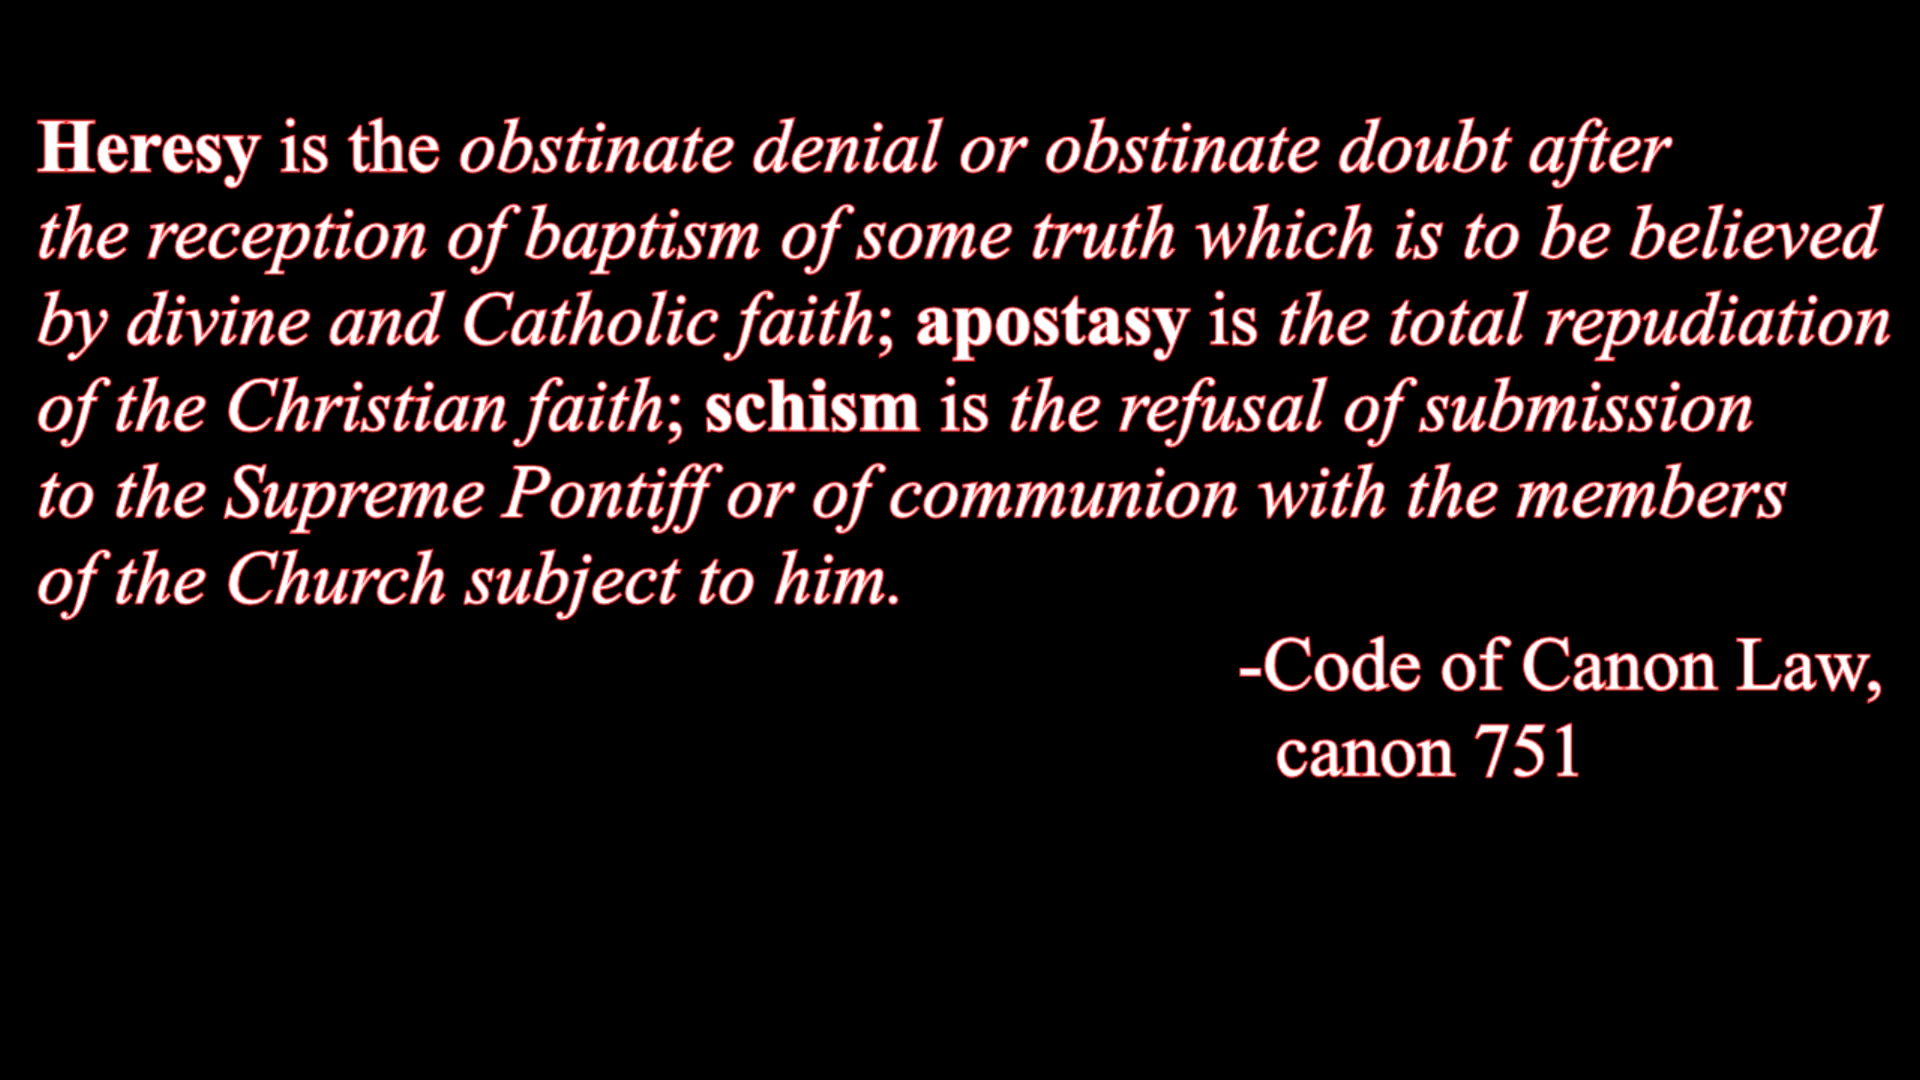 Heresy is the obstinate denial or obstinate doubt after
the reception of baptism of some truth which is to be believed
by divine and Catholic faith; apostasy is the total repudiation
of the Christian faith; schism is the refusal of submission
to the Supreme Pontiff or of communion with the members
of the Church subject to him.
-Code of Canon Law,
canon 751